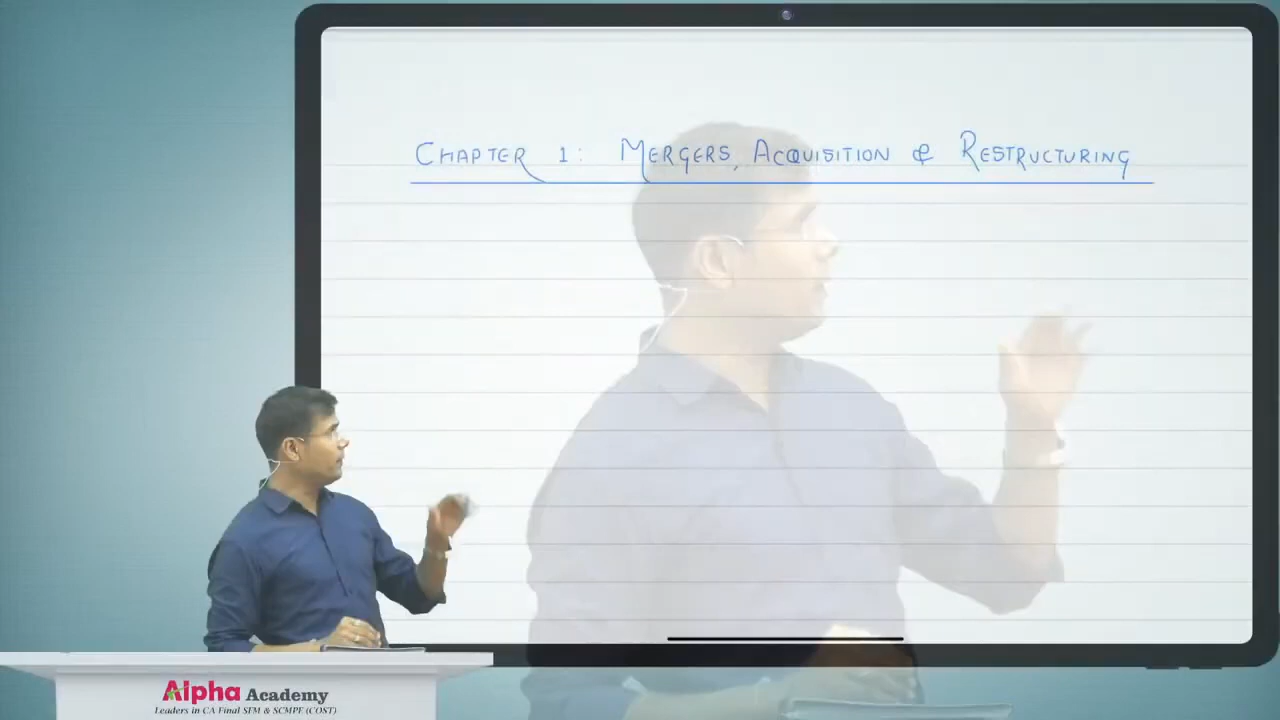 CHAPTER 1: MERGERS, ACQUISITION & RESTRUCTURING
Alpha Academy
Leaders in CA Final SFM & SCMPE (COST)